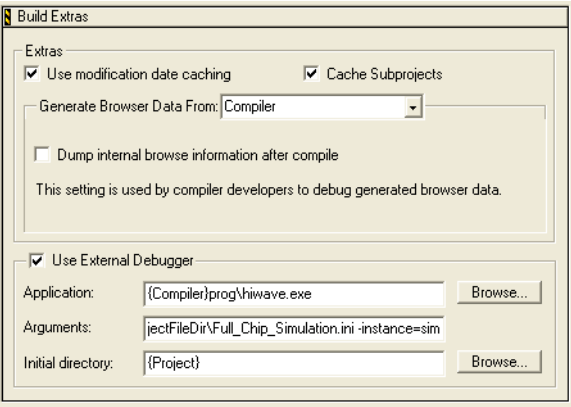 Build Extras
Extras
Use modification date caching Cache Subprojects
Generate Browser Data From: Compiler
Dump internal browse information after compile
This setting is used by compiler developers to debug generated browser data.
Use External Debugger
Application: {Compiler}prog\hiwave.exe Browse...
Arguments: jectFileDir\Full_Chip_Simulation.ini -instance=sim
Initial directory: {Project} Browse...